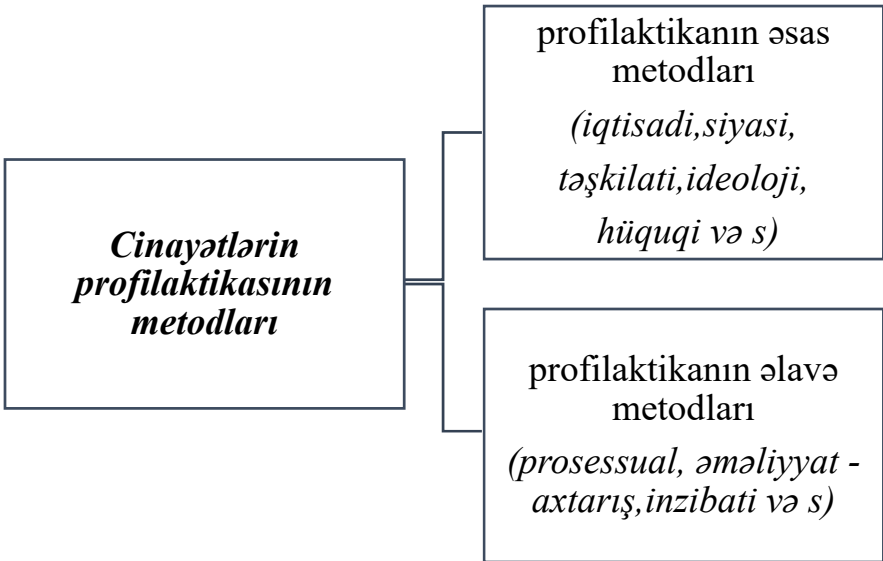 Cinayətlərin
profilaktikasının
metodları
profilaktikanın əsas
metodları
(iqtisadi,siyasi,
təşkilati,ideoloji,
hüquqi və s)
profilaktikanın əlavə
metodları
(prosessual, əməliyyat -
axtarış,inzibati və s)